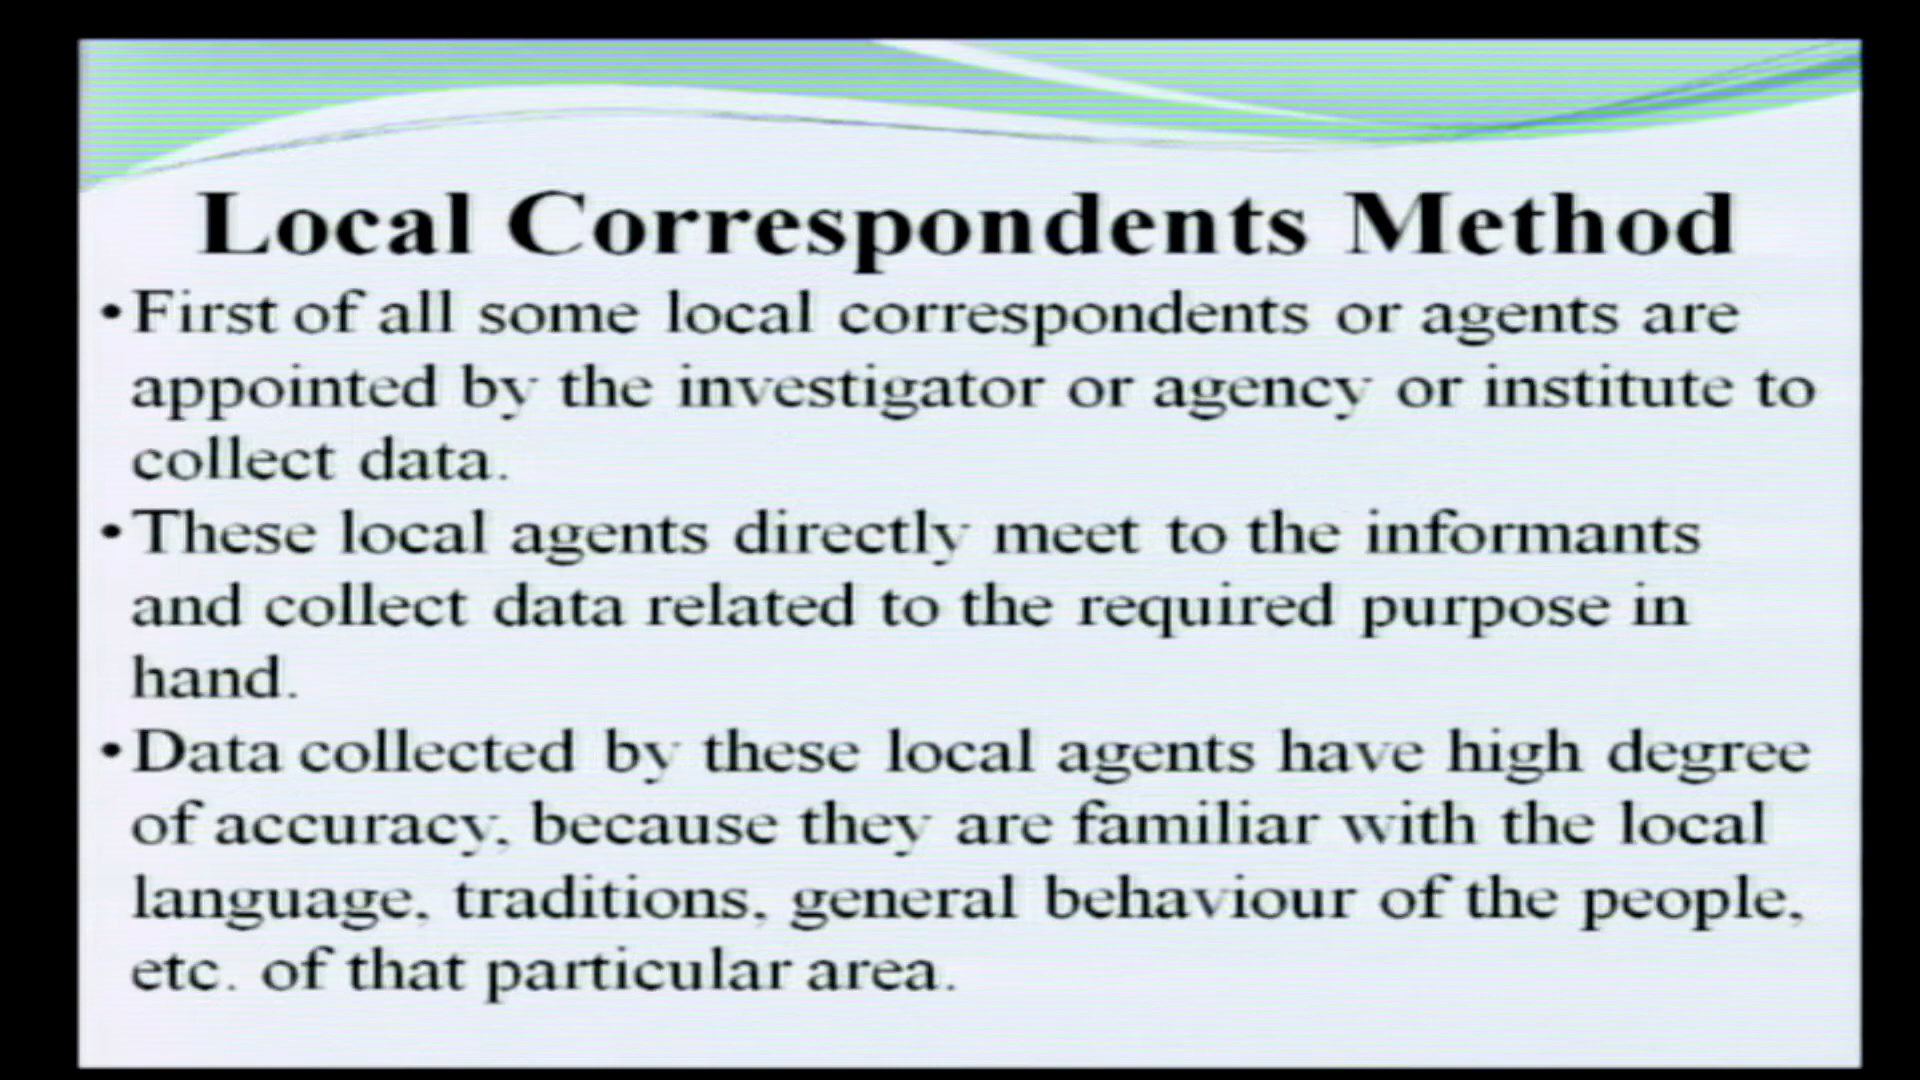 Local Correspondents Method
•First of all some local correspondents or agents are
appointed by the investigator or agency or institute to
collect data.
•These local agents directly meet to the informants
and collect data related to the required purpose in
hand.
•Data collected by these local agents have high degree
of accuracy, because they are familiar with the local
language, traditions, general behaviour of the people,
etc. of that particular area.